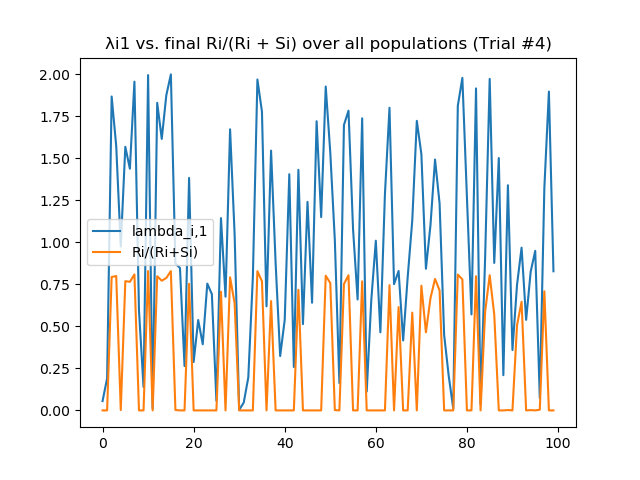 λi1 vs. final Ri/(Ri + Si) over all populations (Trial #4)
2.00
1.75
1.50
1.25
1.00
0.75
0.50
0.25
0.00
lambda_i,1
Ri/(Ri+Si)
0 20 40 60 80 100